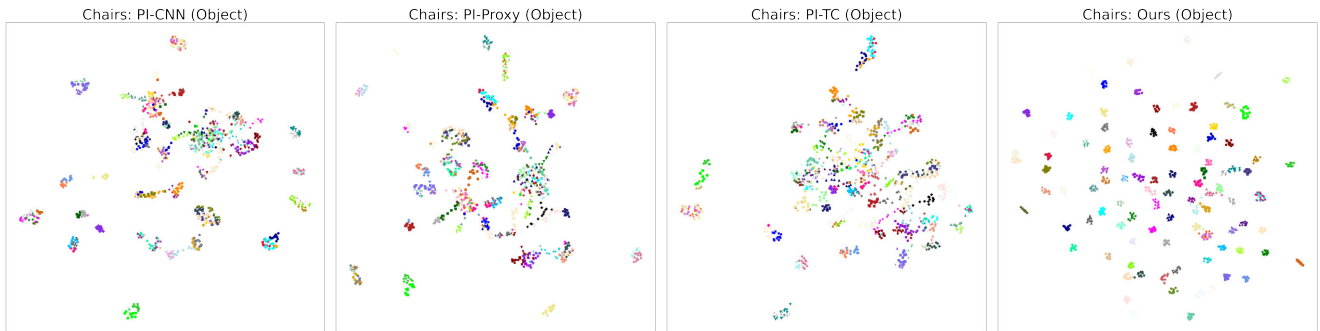 Chairs: PI-CNN (Object)
Chairs: PI-Proxy (Object)
Chairs: PI-TC (Object)
Chairs: Ours (Object)